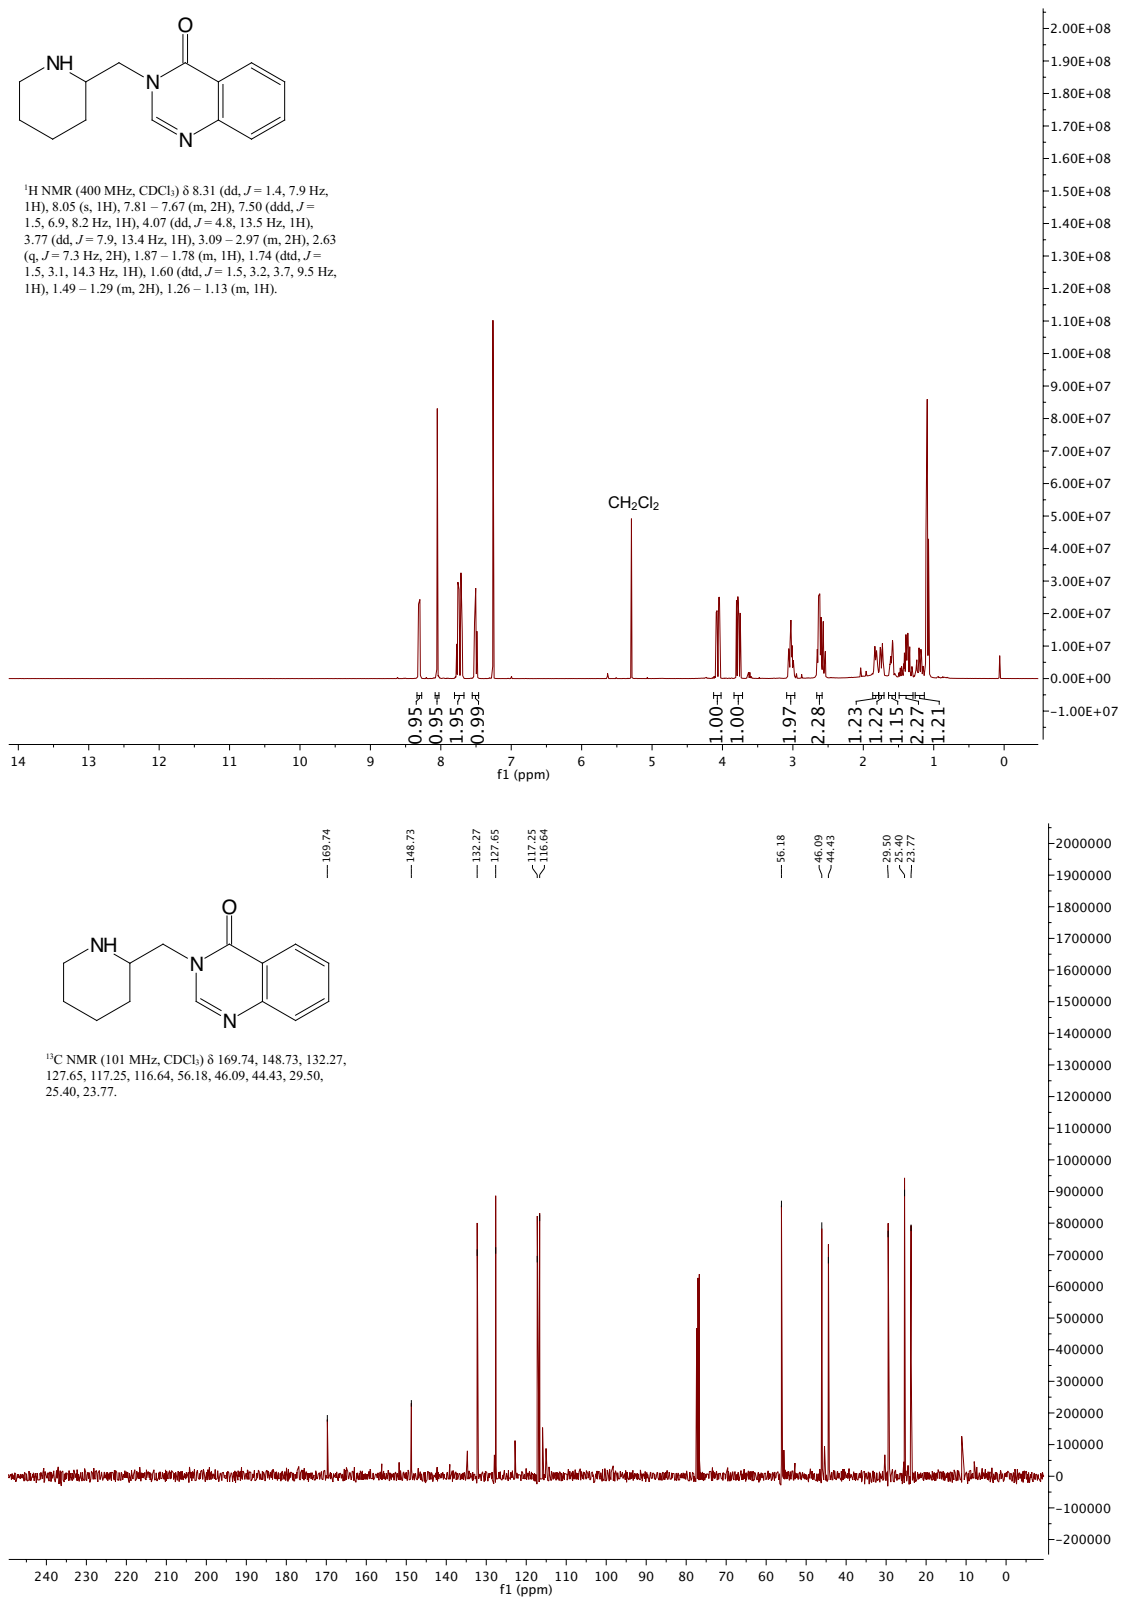 O
NH
N
N
¹H NMR (400 MHz, CDCl₃) δ 8.31 (dd, J = 1.4, 7.9 Hz,
1H), 8.05 (s, 1H), 7.81 – 7.67 (m, 2H), 7.50 (ddd, J =
1.5, 6.9, 8.2 Hz, 1H), 4.07 (dd, J = 4.8, 13.5 Hz, 1H),
3.77 (dd, J = 7.9, 13.4 Hz, 1H), 3.09 – 2.97 (m, 2H), 2.63
(q, J = 7.3 Hz, 2H), 1.87 – 1.78 (m, 1H), 1.74 (dtd, J =
1.5, 3.1, 14.3 Hz, 1H), 1.60 (dtd, J = 1.5, 3.2, 3.7, 9.5 Hz,
1H), 1.49 – 1.29 (m, 2H), 1.26 – 1.13 (m, 1H).
2.00E+08
1.90E+08
1.80E+08
1.70E+08
1.60E+08
1.50E+08
1.40E+08
1.30E+08
1.20E+08
1.10E+08
1.00E+08
9.00E+07
8.00E+07
7.00E+07
6.00E+07
5.00E+07
4.00E+07
3.00E+07
2.00E+07
1.00E+07
0.00E+00
-1.00E+07
CH₂Cl₂
0.95 0.95 1.95 0.99 1.00 1.00 1.97 2.28 1.23 1.22 1.15 2.27 1.21
14 13 12 11 10 9 8 7 6 5 4 3 2 1 0
f1 (ppm)
169.74 148.73 132.27 127.65 117.25 116.64 56.18 46.09 44.43 29.50 25.40 23.77
O
NH
N
N
¹³C NMR (101 MHz, CDCl₃) δ 169.74, 148.73, 132.27,
127.65, 117.25, 116.64, 56.18, 46.09, 44.43, 29.50,
25.40, 23.77.
2000000
1900000
1800000
1700000
1600000
1500000
1400000
1300000
1200000
1100000
1000000
900000
800000
700000
600000
500000
400000
300000
200000
100000
0
-100000
-200000
240 230 220 210 200 190 180 170 160 150 140 130 120 110 100 90 80 70 60 50 40 30 20 10 0
f1 (ppm)